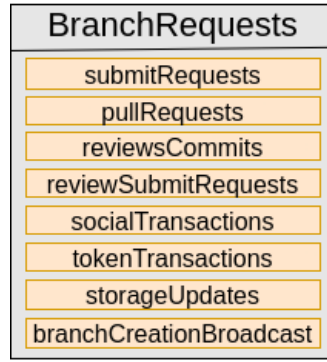 BranchRequests
submitRequests
pullRequests
reviewsCommits
reviewSubmitRequests
socialTransactions
tokenTransactions
storageUpdates
branchCreationBroadcast